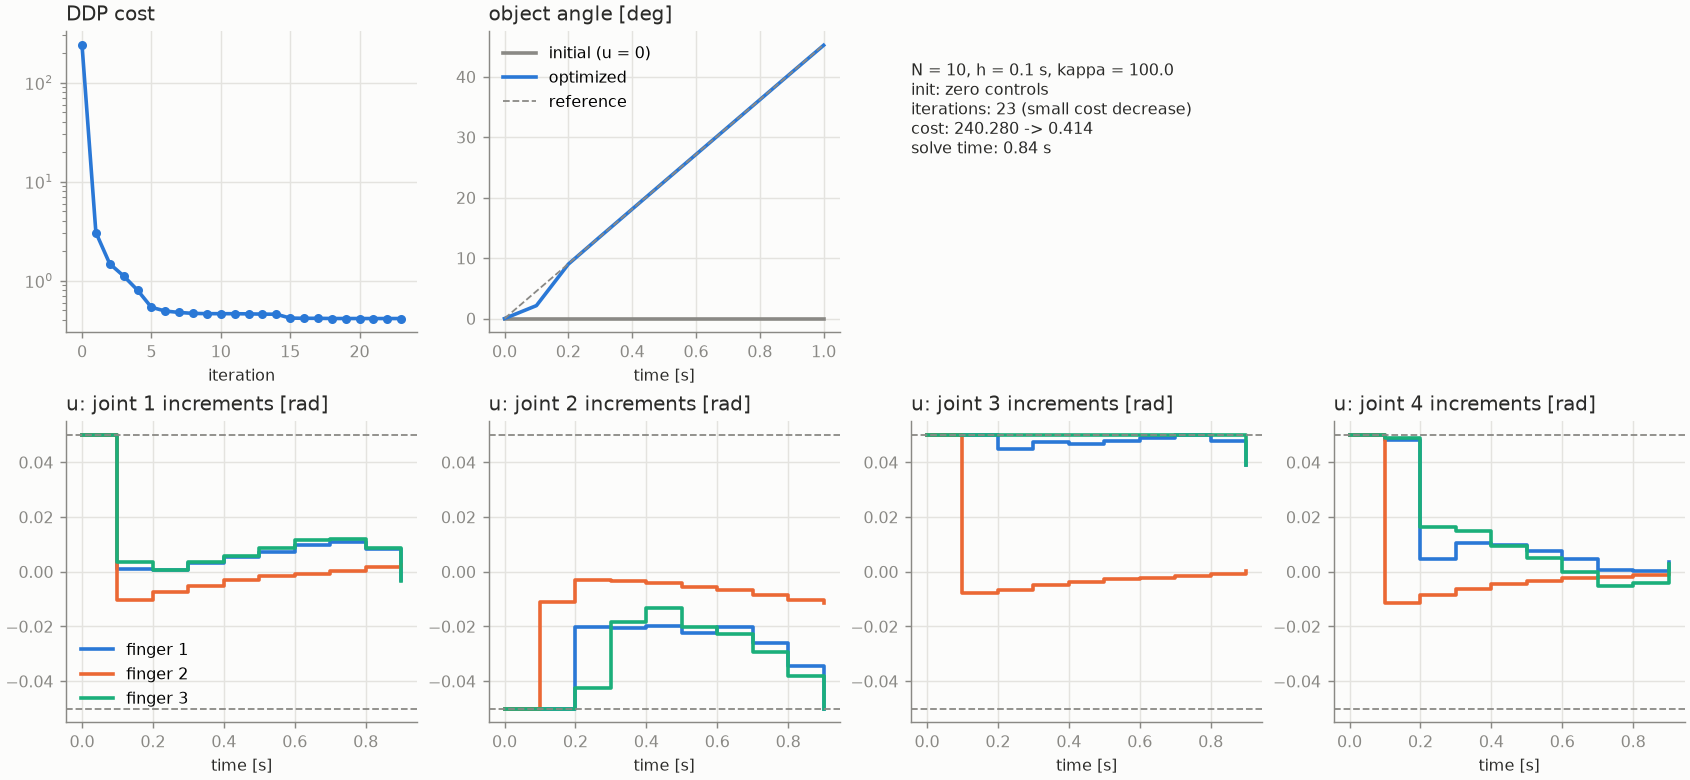 DDP cost
10²
10¹
10⁰
0 5 10 15 20
iteration
object angle [deg]
initial (u = 0)
optimized
reference
40
30
20
10
0
0.0 0.2 0.4 0.6 0.8 1.0
time [s]
N = 10, h = 0.1 s, kappa = 100.0
init: zero controls
iterations: 23 (small cost decrease)
cost: 240.280 -> 0.414
solve time: 0.84 s
u: joint 1 increments [rad]
0.04
0.02
0.00
−0.02
−0.04
finger 1
finger 2
finger 3
0.0 0.2 0.4 0.6 0.8
time [s]
u: joint 2 increments [rad]
0.04
0.02
0.00
−0.02
−0.04
0.0 0.2 0.4 0.6 0.8
time [s]
u: joint 3 increments [rad]
0.04
0.02
0.00
−0.02
−0.04
0.0 0.2 0.4 0.6 0.8
time [s]
u: joint 4 increments [rad]
0.04
0.02
0.00
−0.02
−0.04
0.0 0.2 0.4 0.6 0.8
time [s]